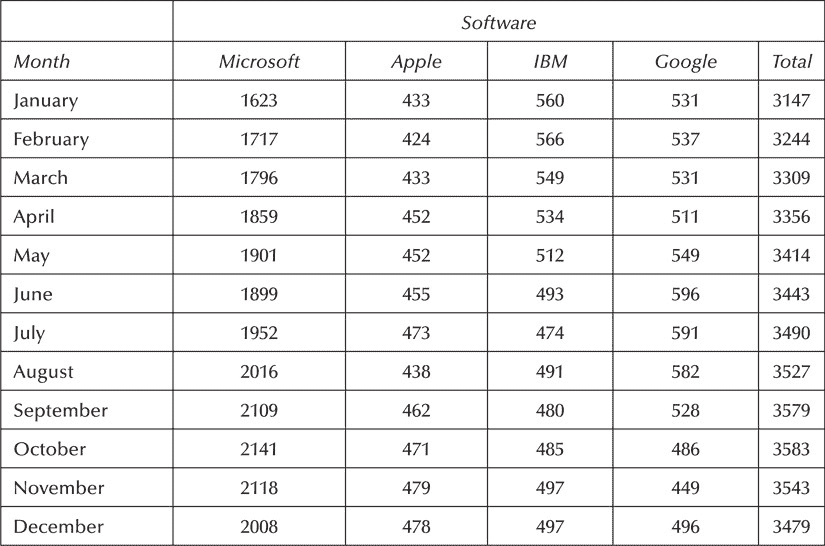 Software
Month Microsoft Apple IBM Google Total
January 1623 433 560 531 3147
February 1717 424 566 537 3244
March 1796 433 549 531 3309
April 1859 452 534 511 3356
May 1901 452 512 549 3414
June 1899 455 493 596 3443
July 1952 473 474 591 3490
August 2016 438 491 582 3527
September 2109 462 480 528 3579
October 2141 471 485 486 3583
November 2118 479 497 449 3543
December 2008 478 497 496 3479